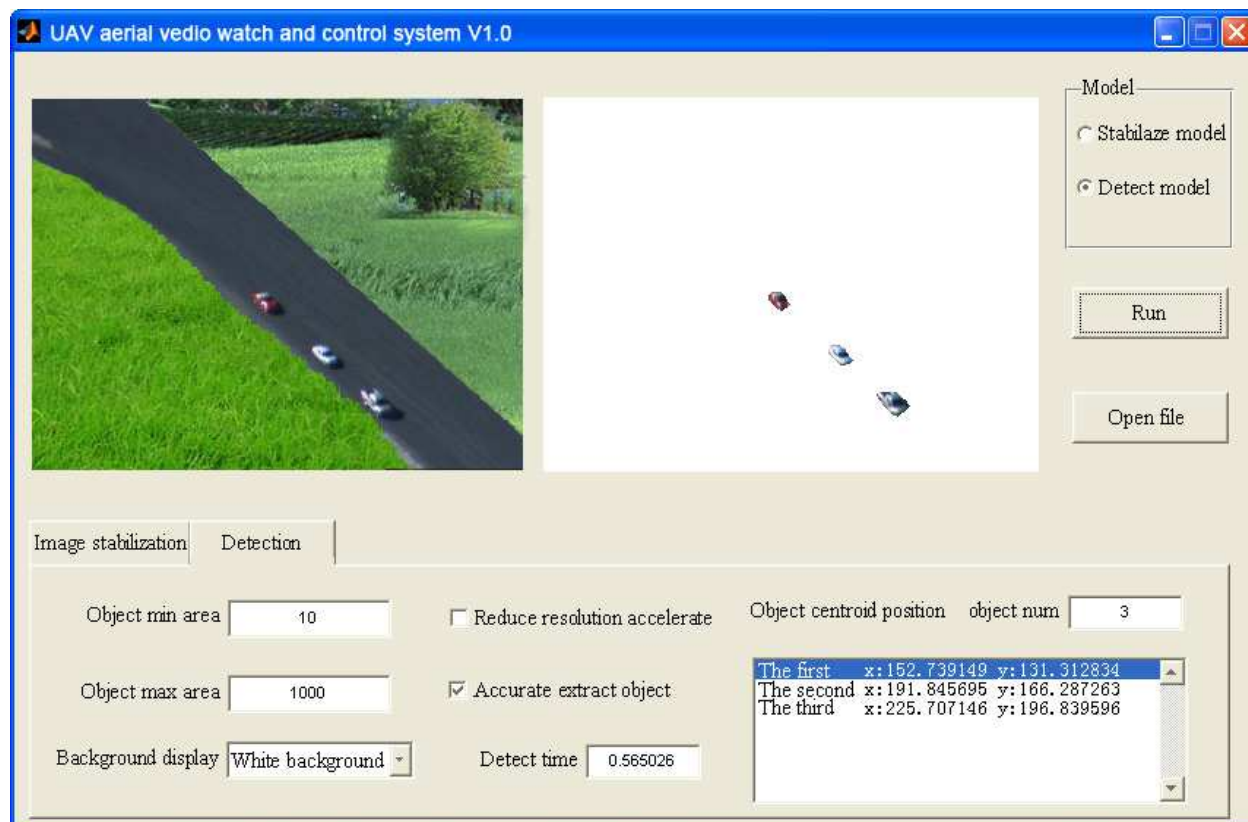 UAV aerial vedio watch and control system V1.0
Model
Stabilaze model
Detect model
Run
Open file
Image stabilization
Detection
Object min area
10
Reduce resolution accelerate
Object centroid position
object num
3
Object max area
1000
Accurate extract object
The first x:152.739149 y:131.312834
The second x:191.845695 y:166.287263
The third x:225.707146 y:196.839596
Background display
White background
Detect time
0.565026